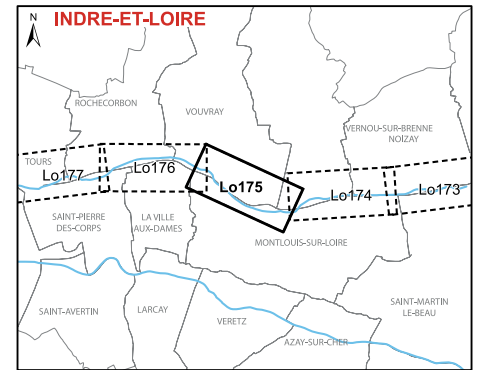 INDRE-ET-LOIRE
N
ROCHECORBON
VOUVRAY
VERNOU-SUR-BRENNE
NOÏZAY
TOURS
Lo177
Lo176
Lo175
Lo174
Lo173
SAINT-PIERRE
DES-CORPS
LA VILLE
AUX-DAMES
MONTLOUIS-SUR-LOIRE
SAINT-AVERTIN
LARCAY
VERETZ
AZAY-SUR-CHER
SAINT-MARTIN
LE-BEAU